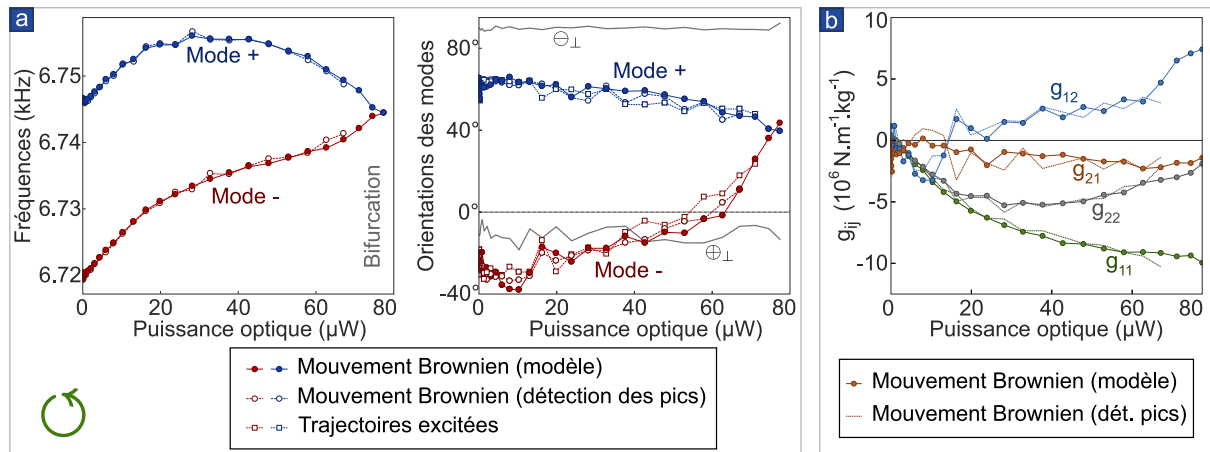 a
Fréquences (kHz)
6.75
6.74
6.73
6.72
Mode +
Mode -
Bifurcation
0
20
40
60
80
Puissance optique (µW)
Orientations des modes
80°
40°
0°
-40°
⊖⊥
Mode +
Mode -
⊕⊥
0
20
40
60
80
Puissance optique (µW)
Mouvement Brownien (modèle)
Mouvement Brownien (détection des pics)
Trajectoires excitées
b
gij (10⁶ N.m⁻¹.kg⁻¹)
10
5
0
-5
-10
g12
g21
g22
g11
0
20
40
60
80
Puissance optique (µW)
Mouvement Brownien (modèle)
Mouvement Brownien (dét. pics)